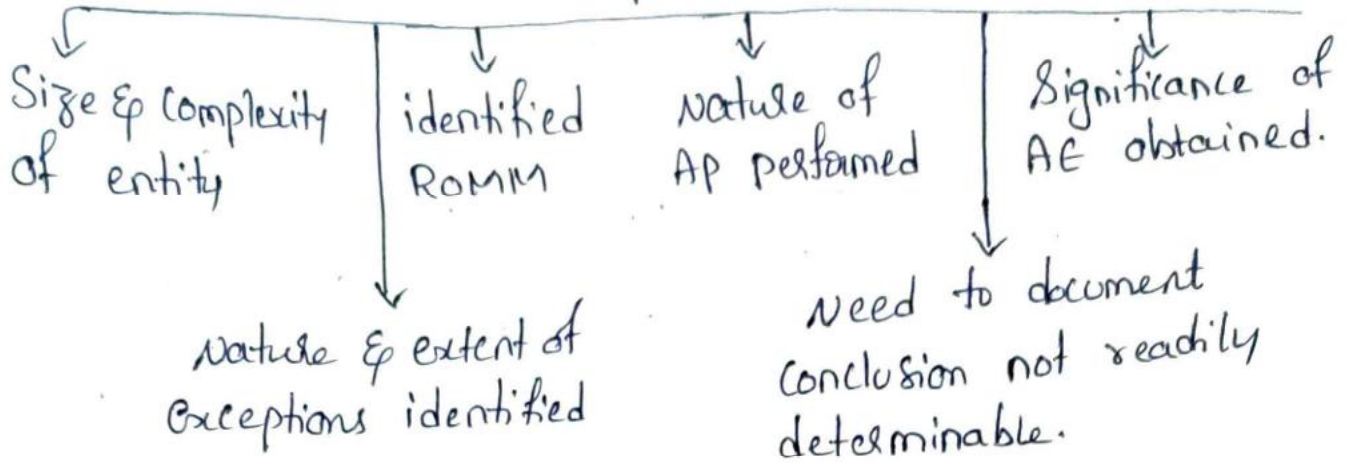 Size & Complexity
of entity
identified
ROMM
Nature of
AP performed
Significance of
AE obtained.
Nature & extent of
exceptions identified
Need to document
Conclusion not readily
determinable.